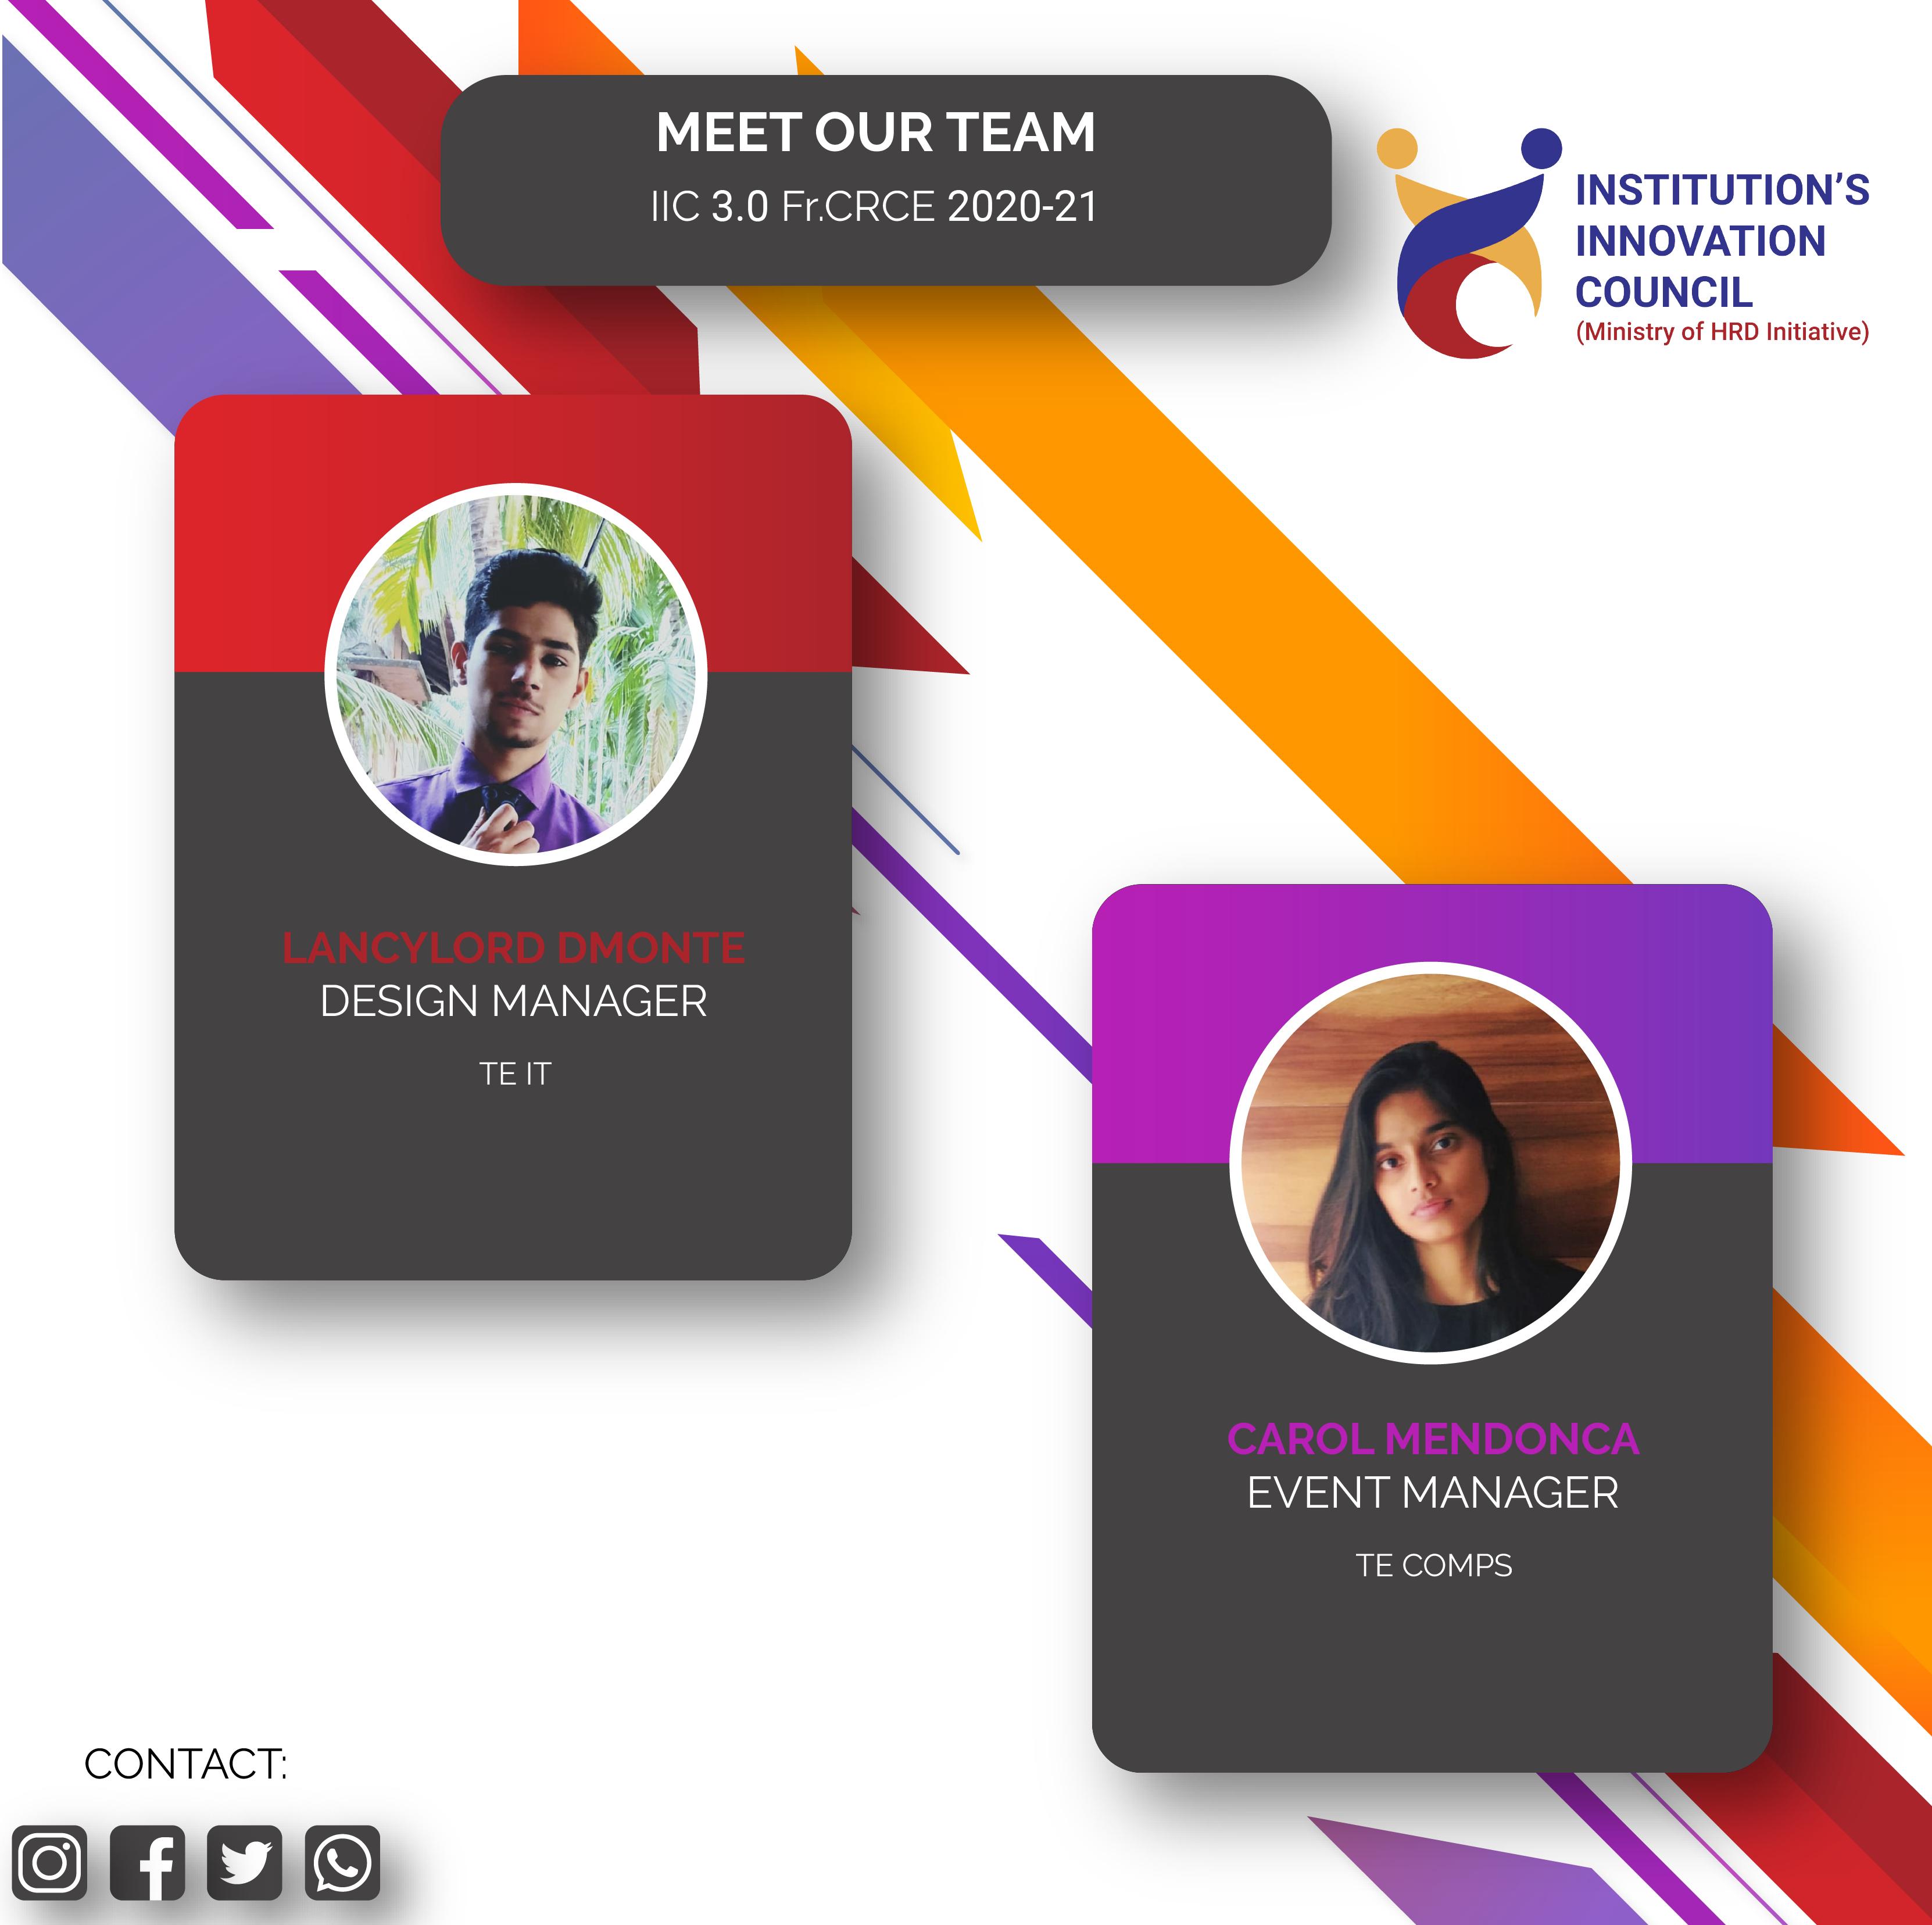 MEET OUR TEAM
IIC 3.0 Fr.CRCE 2020-21
INSTITUTION’S
INNOVATION
COUNCIL
(Ministry of HRD Initiative)
LANCYLORD DMONTE
DESIGN MANAGER
TE IT
CAROL MENDONCA
EVENT MANAGER
TE COMPS
CONTACT: